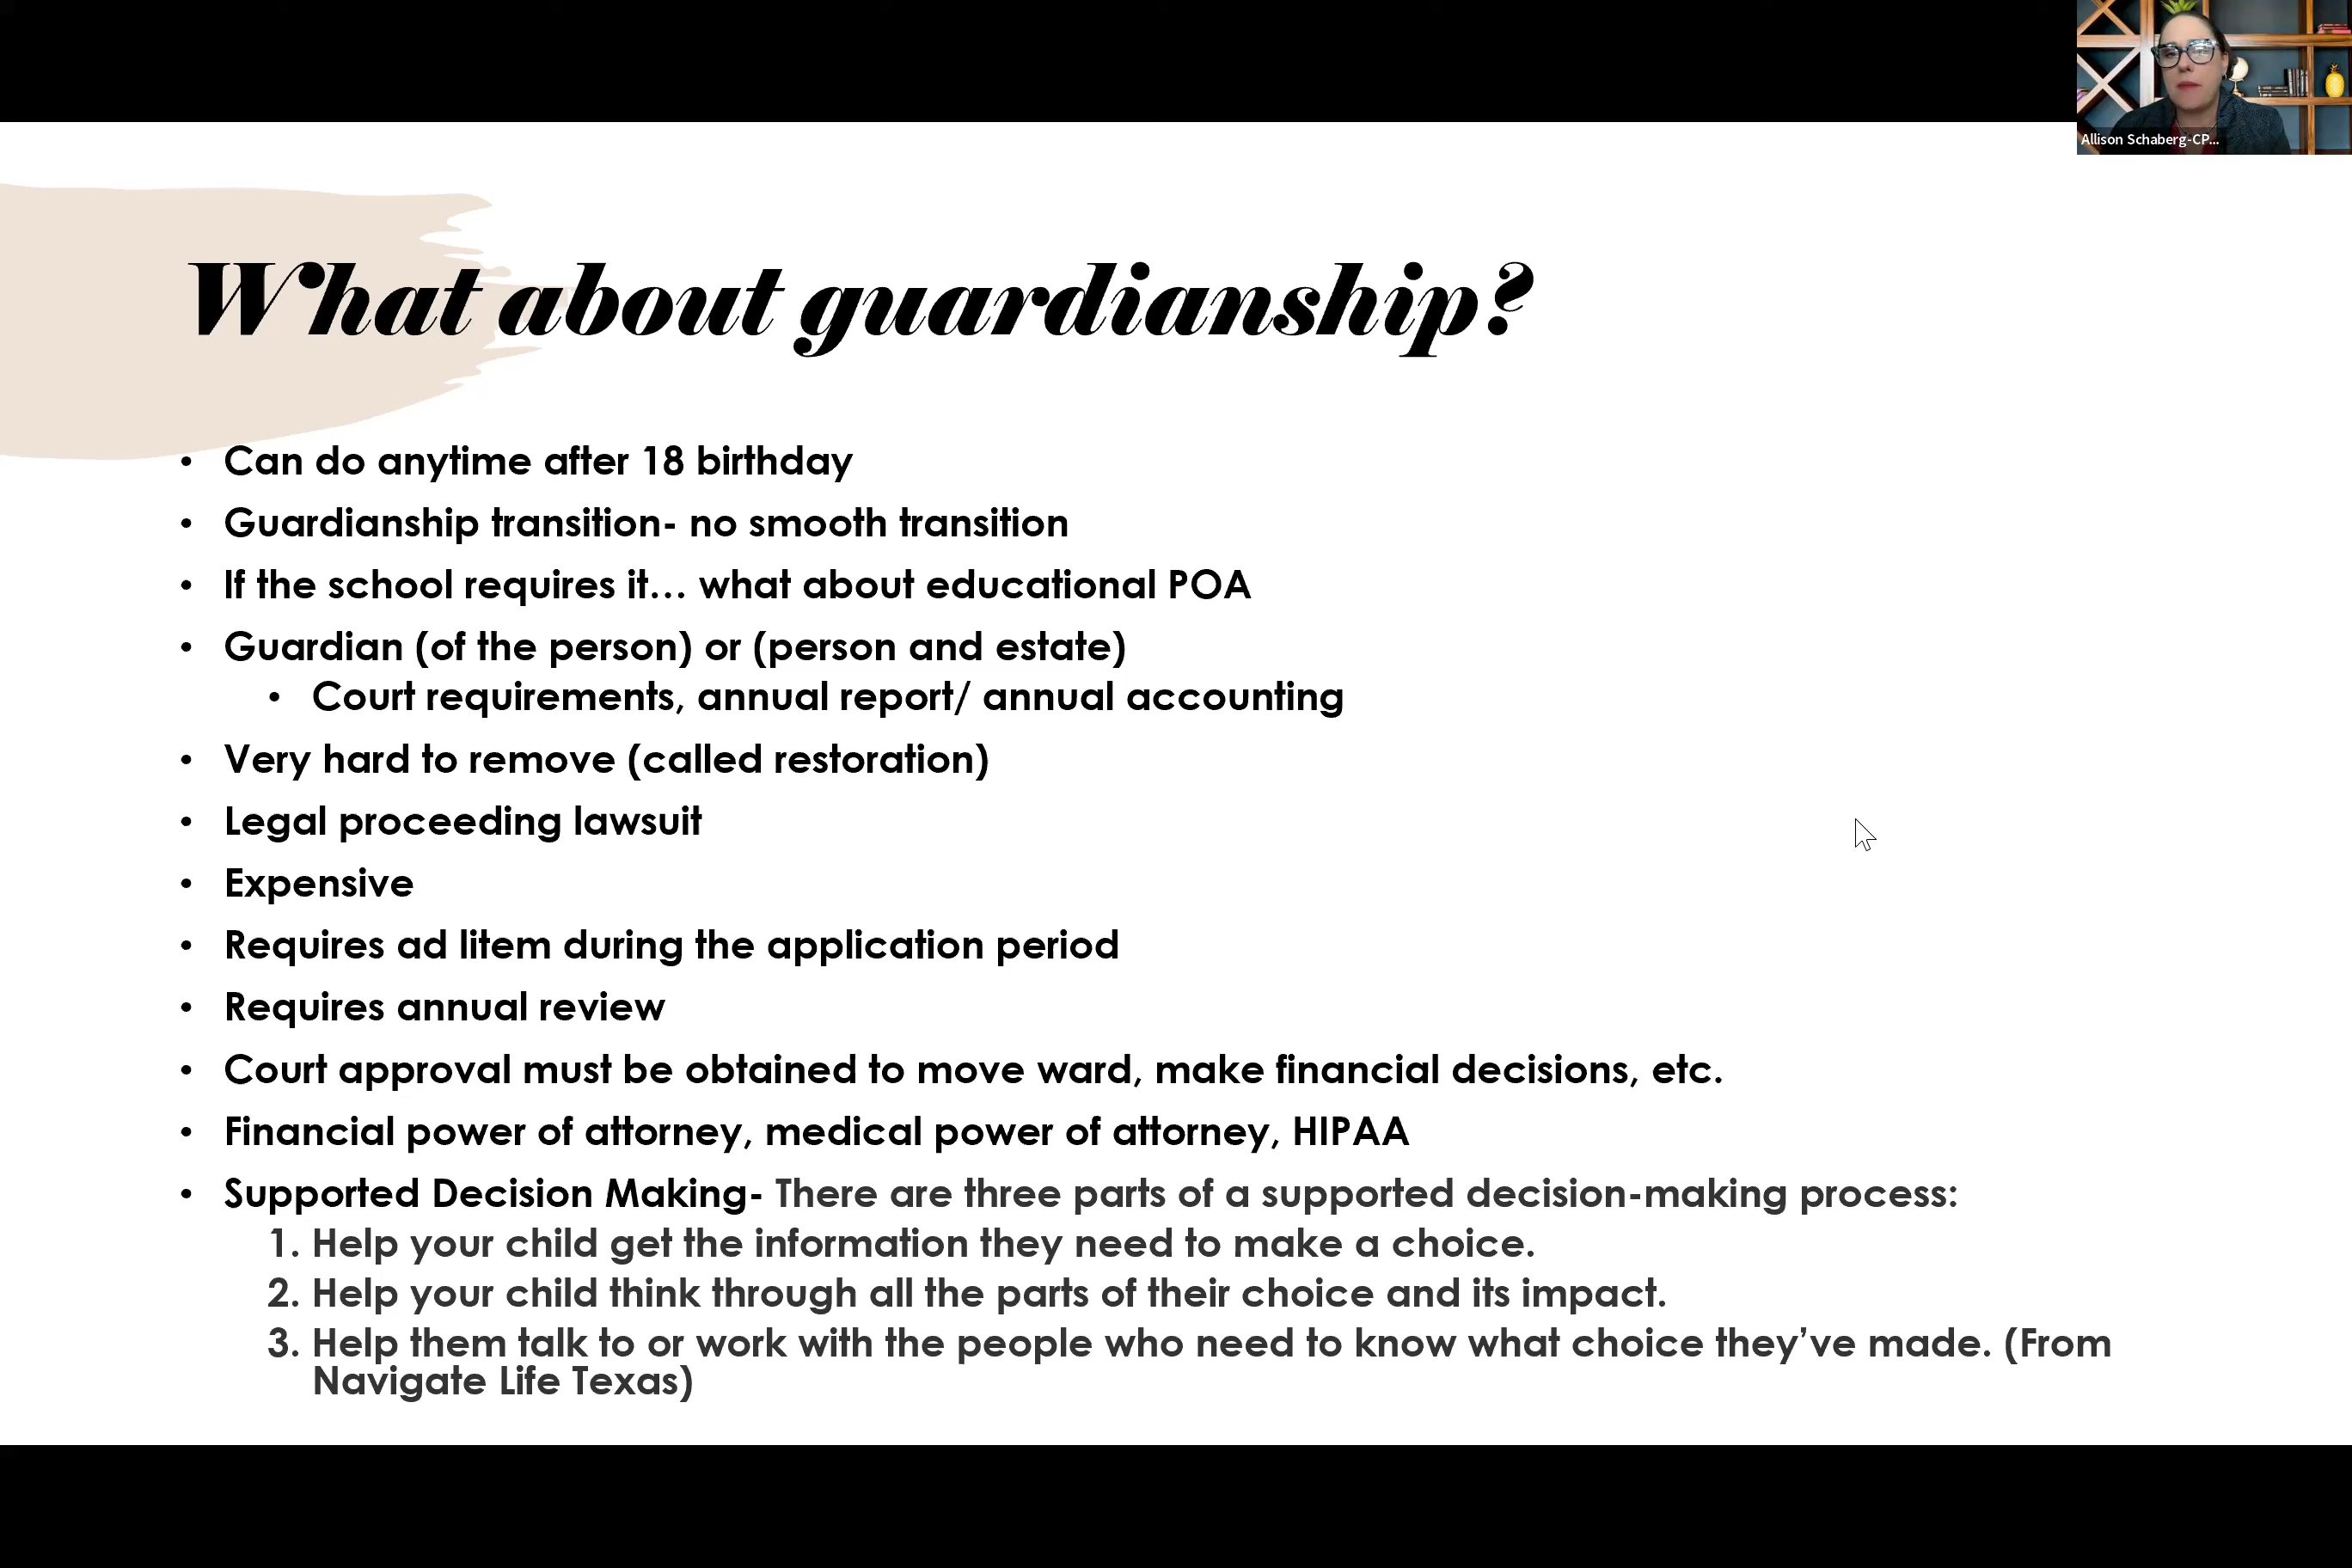 Allison Schaberg-CP...
What about guardianship?
• Can do anytime after 18 birthday
• Guardianship transition- no smooth transition
• If the school requires it... what about educational POA
• Guardian (of the person) or (person and estate)
• Court requirements, annual report/ annual accounting
• Very hard to remove (called restoration)
• Legal proceeding lawsuit
• Expensive
• Requires ad litem during the application period
• Requires annual review
• Court approval must be obtained to move ward, make financial decisions, etc.
• Financial power of attorney, medical power of attorney, HIPAA
• Supported Decision Making- There are three parts of a supported decision-making process:
1. Help your child get the information they need to make a choice.
2. Help your child think through all the parts of their choice and its impact.
3. Help them talk to or work with the people who need to know what choice they’ve made. (From
Navigate Life Texas)